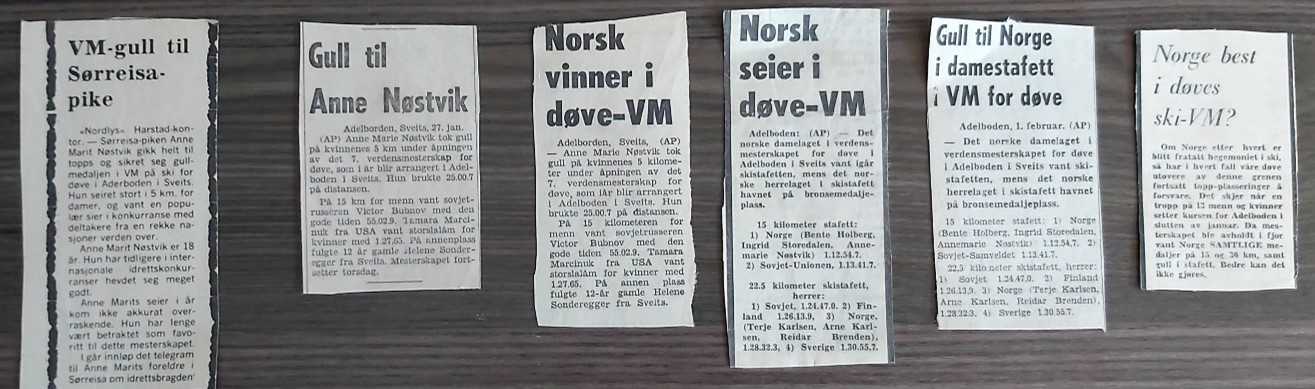 VM-gull til
Sørreisa-
pike
«Nordlys» Harstad-kon-
tor. — Sørreisa-piken Anne
Marit Nøstvik gikk helt til
topps og sikret seg gull-
medaljen i VM på ski for
døve i Aderboden i Sveits.
Hun seiret stort i 5 km. for
damer, og vant en popu-
lær sier i konkurranse med
deltakere fra en rekke na-
sjoner verden over.
Anne Marit Nøstvik er 18
år. Hun har tidligere i inter-
nasjonale idrettskonkur-
ranser hevdet seg meget
godt.
Anne Marits seier i år
kom ikke akkurat over-
raskende. Hun har lenge
vært betraktet som favo-
ritt til dette mesterskapet.
I går innløp det telegram
til Anne Marits foreldre i
Sørreisa om idrettsbragden
Gull til
Anne Nøstvik
Adelborden, Sveits, 27. jan.
(AP) Anne Marie Nøstvik tok gull
på kvinnenes 5 km under åpningen
av det 7. verdensmesterskap for
døve, som i år blir arrangert i Adel-
boden i Sveits. Hun brukte 25.00.7
på distansen.
På 15 km for menn vant sovjet-
russeren Victor Bubnov med den
gode tiden 55.02.9. Tamara Marci-
nuk fra USA vant storslalåm for
kvinner med 1.27,65. På annenplass
fulgte 12 år gamle Helene Sonder-
egger fra Sveits. Mesterskapet fort-
setter torsdag.
Norsk
vinner i
døve-VM
Adelborden, Sveits, (AP)
— Anne Marie Nøstvik tok
gull på kvinnenes 5 kilome-
ter under åpningen av det
7. verdensmesterskap for
døve, som i år blir arrangert
i Adelboden i Sveits. Hun
brukte 25.00.7 på distansen.
På 15 kilometeren for
menn vant sovjetrusseren
Victor Bubnov med den
gode tiden 55.02.9. Tamara
Marcinuk fra USA vant
storslalåm for kvinner med
1.27.65. På annen plass
fulgte 12-år gamle Helene
Sonderegger fra Sveits.
Norsk
seier i
døve-VM
Adelboden: (AP) — Det
norske damelaget i verdens-
mesterskapet for døve i
Adelboden i Sveits vant igår
skistafetten, mens det nor-
ske herrelaget i skistafett
havnet på bronsemedalje-
plass.
15 kilometer stafett:
1) Norge (Bente Holberg,
Ingrid Storedalen, Anne-
marie Nøstvik) 1.12.54.7.
2) Sovjet-Unionen, 1.13.41.7.
22.5 kilometer skistafett,
herrer:
1) Sovjet, 1.24.47.0. 2) Fin-
land 1.26.13.9, 3) Norge,
(Terje Karlsen, Arne Karl-
sen, Reidar Brenden),
1.28.32.3, 4) Sverige 1.30.55.7.
Gull til Norge
i damestafett
i VM for døve
Adelboden, 1. februar. (AP)
— Det norske damelaget i
verdensmesterskapet for døve
i Adelboden i Sveits vant ski-
stafetten, mens det norske
herrelaget i skistafett havnet
på bronsemedaljeplass.
15 kilometer stafett: 1) Norge
(Bente Holberg, Ingrid Storedalen,
Annemarie Nøstvik) 1.12.54,7. 2)
Sovjet-Samveldet 1.13.41.7.
22.5 kilometer skistafett, herrer:
1) Sovjet 1.24.47.0. 2) Finland
1.26.13,9, 3) Norge (Terje Karlsen,
Arne Karlsen, Reidar Brenden),
1.28.32.3, 4) Sverige 1.30.55.7.
Norge best
i døves
ski-VM?
Om Norge etter hvert er
blitt fratatt hegemoniet i ski,
så har i hvert fall våre døve
utøvere av denne grenen
fortsatt topp-plasseringer å
forsvare. Det skjer når en
tropp på 13 menn og kvinner
setter kursen for Adelboden i
slutten av januar. Da me-
sterskapet ble avholdt i fjor
vant Norge SAMTLIGE me-
daljer på 15 og 30 km, samt
gull i stafett. Bedre kan det
ikke gjøres.